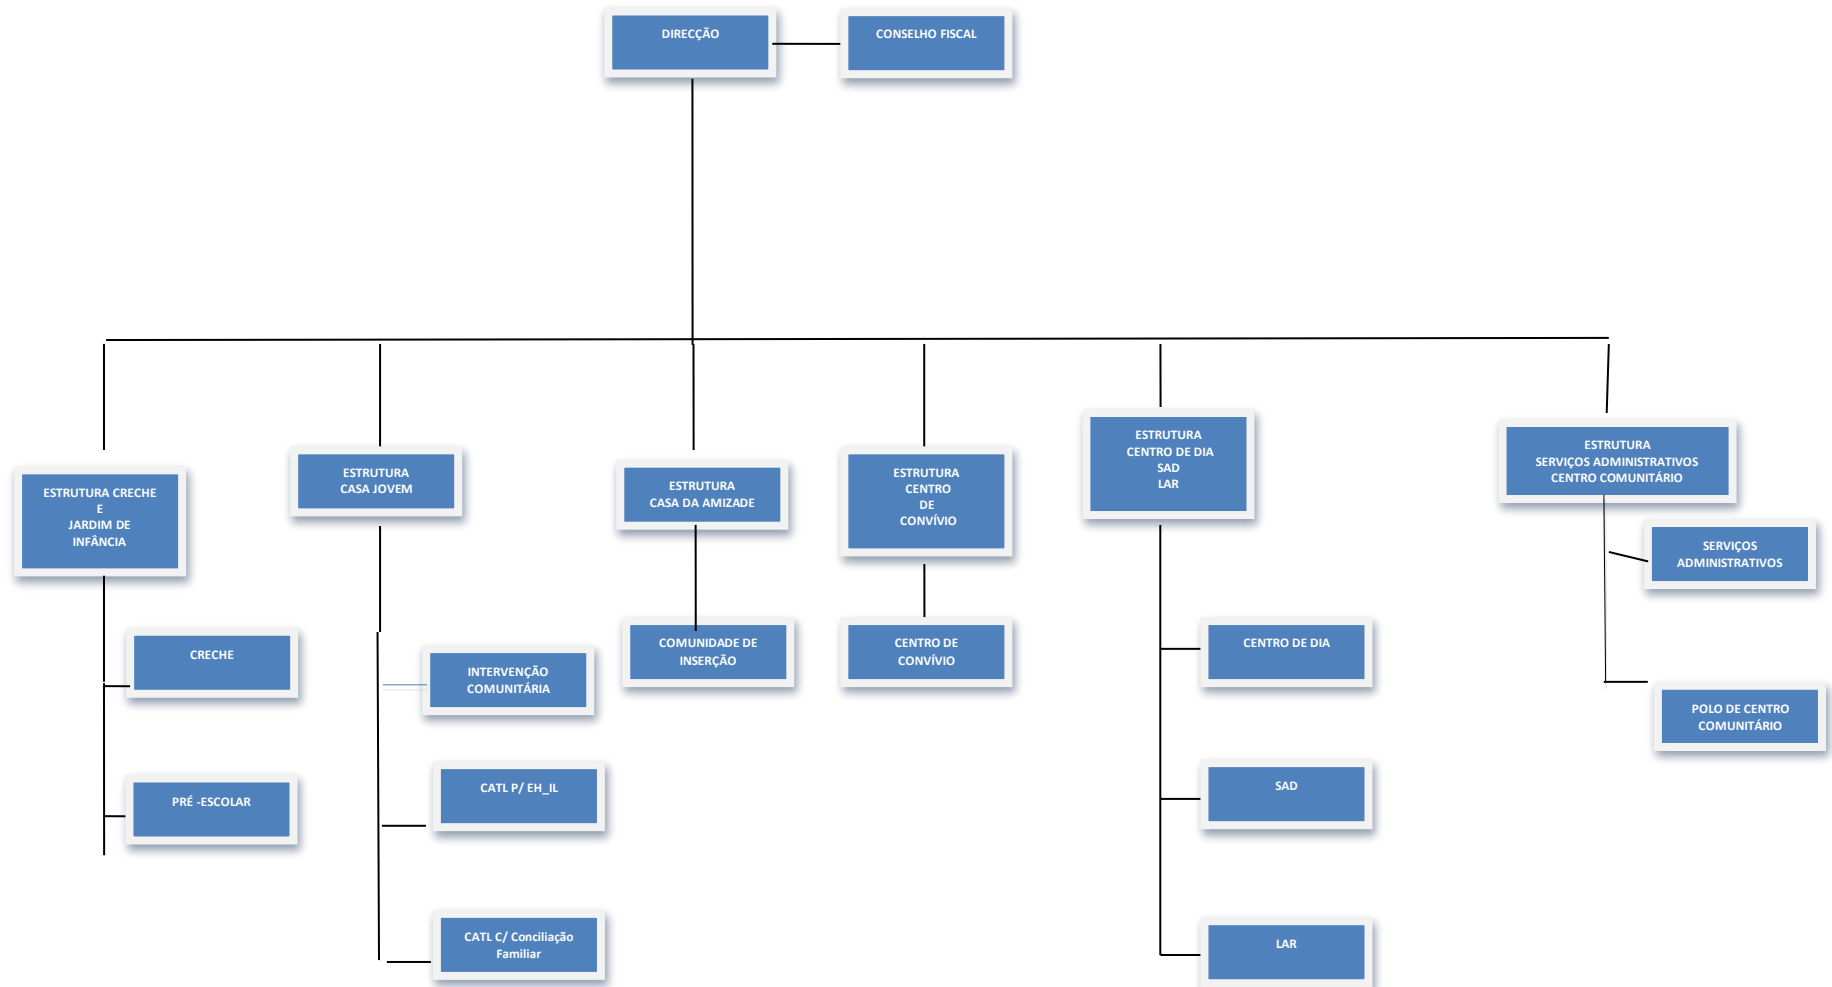 DIRECÇÃO
CONSELHO FISCAL
ESTRUTURA CRECHE
E
JARDIM DE
INFÂNCIA
ESTRUTURA
CASA JOVEM
ESTRUTURA
CASA DA AMIZADE
ESTRUTURA
CENTRO
DE
CONVÍVIO
ESTRUTURA
CENTRO DE DIA
SAD
LAR
ESTRUTURA
SERVIÇOS ADMINISTRATIVOS
CENTRO COMUNITÁRIO
CRECHE
PRÉ -ESCOLAR
INTERVENÇÃO
COMUNITÁRIA
CATL P/ EH_IL
CATL C/ Conciliação
Familiar
COMUNIDADE DE
INSERÇÃO
CENTRO DE
CONVÍVIO
CENTRO DE DIA
SAD
LAR
SERVIÇOS
ADMINISTRATIVOS
POLO DE CENTRO
COMUNITÁRIO